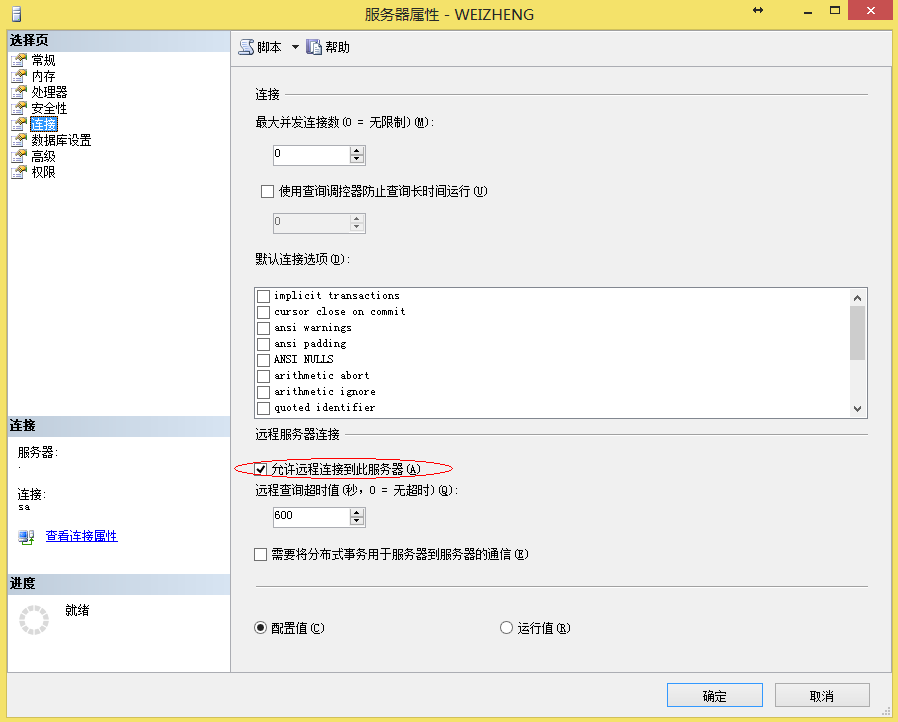 服务器属性 - WEIZHENG
选择页
常规
内存
处理器
安全性
连接
数据库设置
高级
权限
连接
服务器:
.
连接:
sa
查看连接属性
进度
就绪
脚本 帮助
连接
最大并发连接数(0 = 无限制)(M):
0
使用查询调控器防止查询长时间运行(U)
0
默认连接选项(D):
implicit transactions
cursor close on commit
ansi warnings
ansi padding
ANSI NULLS
arithmetic abort
arithmetic ignore
quoted identifier
远程服务器连接
允许远程连接到此服务器(A)
远程查询超时值(秒，0 = 无超时)(Q):
600
需要将分布式事务用于服务器到服务器的通信(E)
配置值(C) 运行值(R)
确定 取消